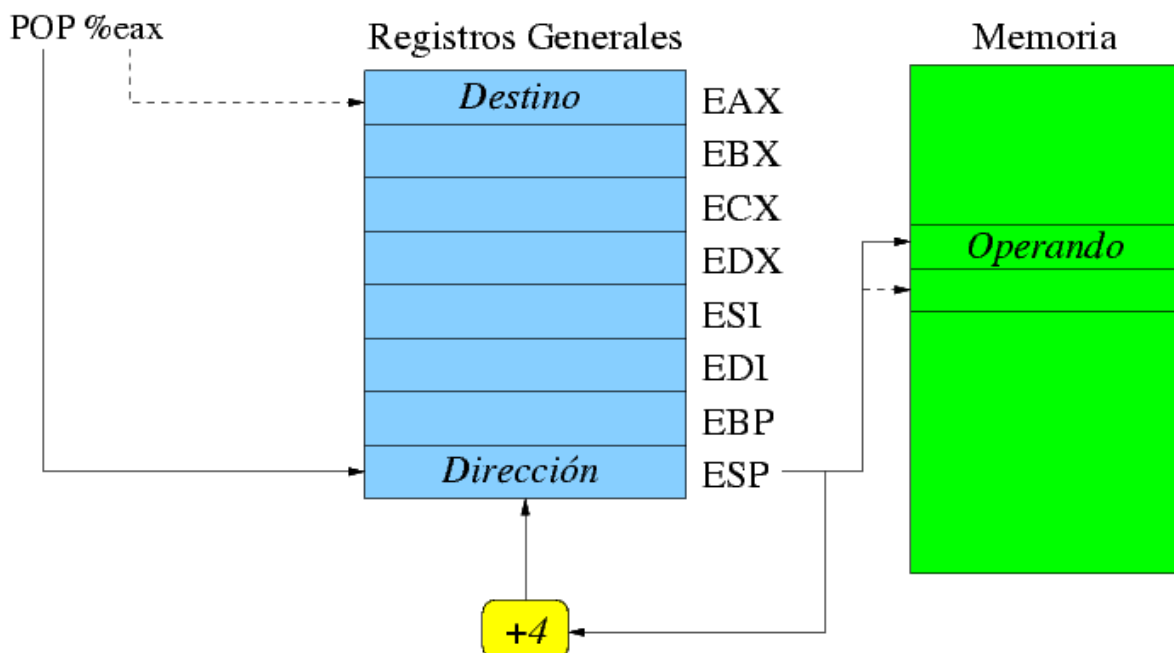 POP %eax
Registros Generales
Memoria
Destino
EAX
EBX
ECX
EDX
Operando
ESI
EDI
EBP
Dirección
ESP
+4